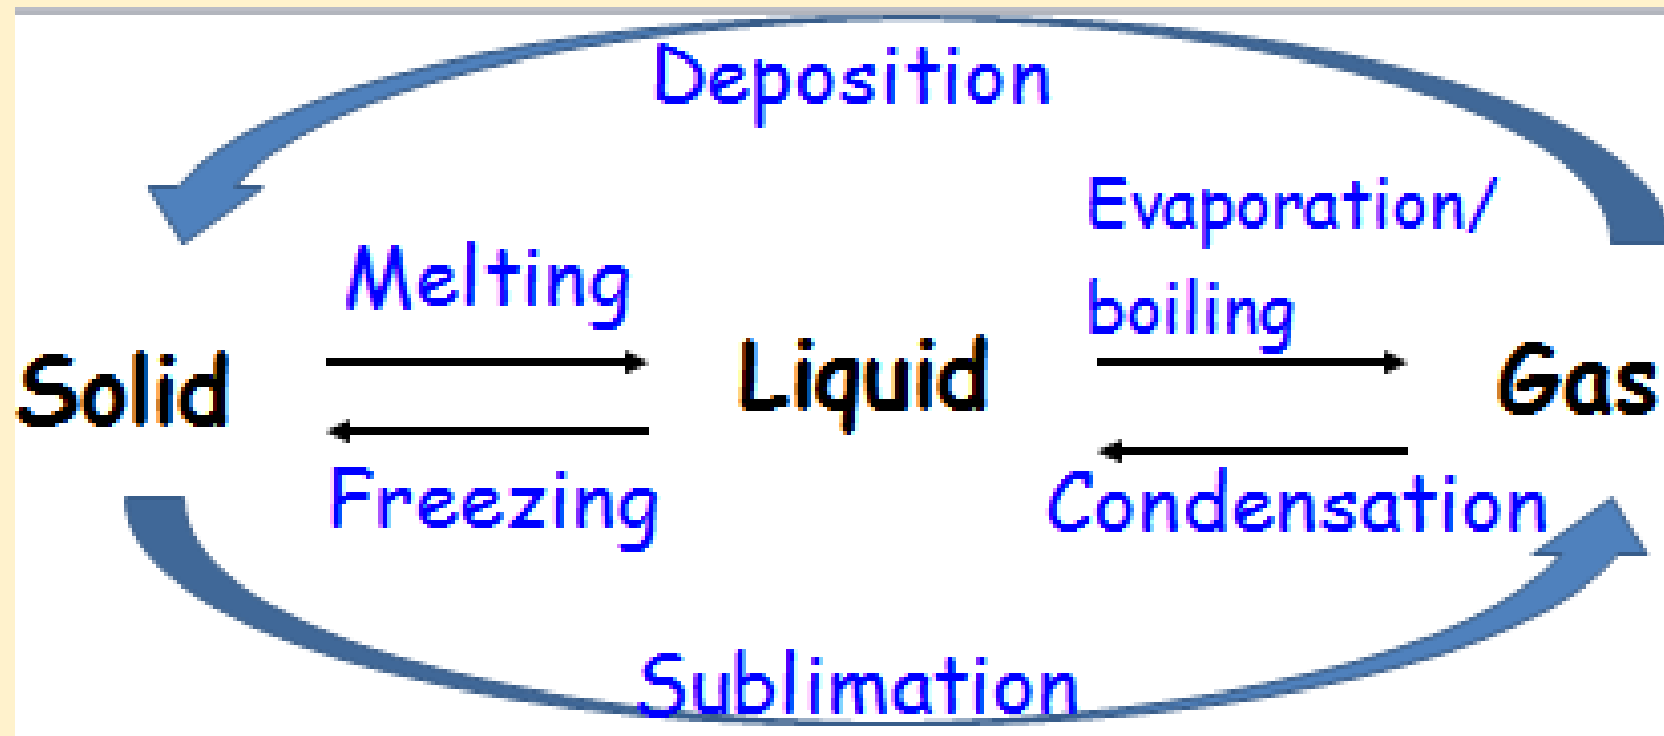 Deposition
Evaporation/
boiling
Melting
Solid
Liquid
Gas
Freezing
Condensation
Sublimation